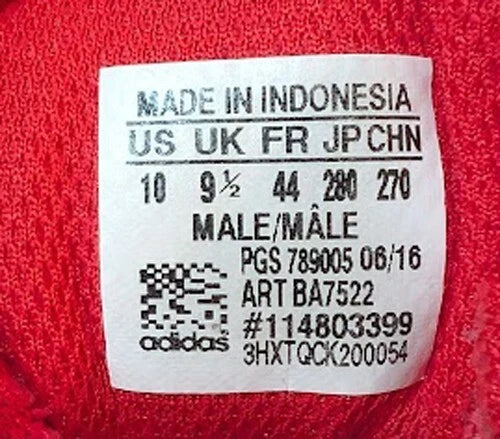 MADE IN INDONESIA
US UK FR JP CHN
10 9½ 44 280 270
MALE/MÂLE
PGS 789005 06/16
ART BA7522
#114803399
adidas 3HXTQCK200054